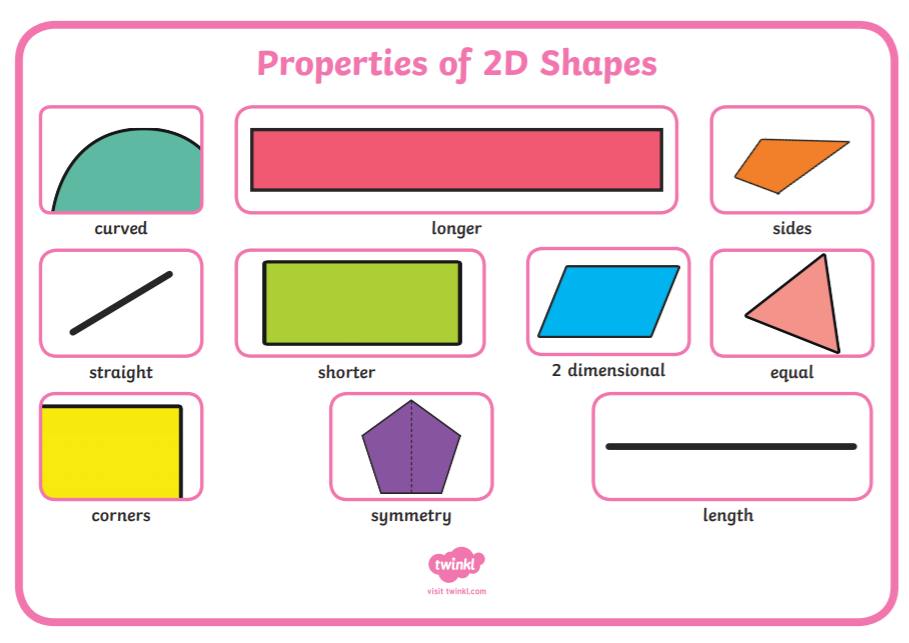 Properties of 2D Shapes
curved
longer
sides
straight
shorter
2 dimensional
equal
corners
symmetry
length
twinkl
visit twinkl.com